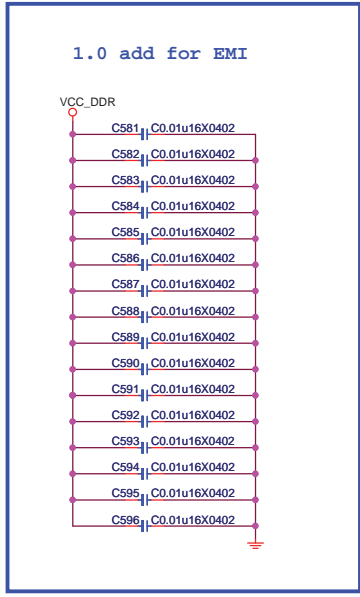 1.0 add for EMI
VCC_DDR
C581 C0.01u16X0402
C582 C0.01u16X0402
C583 C0.01u16X0402
C584 C0.01u16X0402
C585 C0.01u16X0402
C586 C0.01u16X0402
C587 C0.01u16X0402
C588 C0.01u16X0402
C589 C0.01u16X0402
C590 C0.01u16X0402
C591 C0.01u16X0402
C592 C0.01u16X0402
C593 C0.01u16X0402
C594 C0.01u16X0402
C595 C0.01u16X0402
C596 C0.01u16X0402